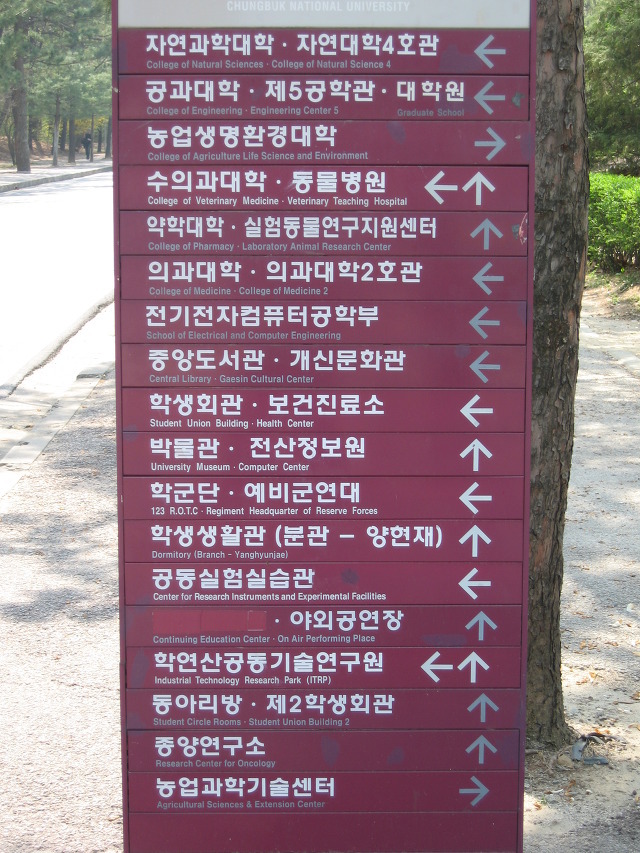 CHUNGBUK NATIONAL UNIVERSITY
자연과학대학 · 자연대학4호관 ←
College of Natural Sciences · College of Natural Science 4
공과대학 · 제5공학관 · 대학원 ←
College of Engineering · Engineering Center 5 Graduate School
농업생명환경대학 →
College of Agriculture Life Science and Environment
수의과대학 · 동물병원 ← ↑
College of Veterinary Medicine · Veterinary Teaching Hospital
약학대학 · 실험동물연구지원센터 ↑
College of Pharmacy · Laboratory Animal Research Center
의과대학 · 의과대학2호관 ←
College of Medicine · College of Medicine 2
전기전자컴퓨터공학부 ←
School of Electrical and Computer Engineering
중앙도서관 · 개신문화관 ←
Central Library · Gaesin Cultural Center
학생회관 · 보건진료소 ←
Student Union Building · Health Center
박물관 · 전산정보원 ↑
University Museum · Computer Center
학군단 · 예비군연대 ←
123 R.O.T.C · Regiment Headquarter of Reserve Forces
학생생활관 (분관 - 양현재) ↑
Dormitory (Branch - Yanghyunjae)
공동실험실습관 ←
Center for Research Instruments and Experimental Facilities
· 야외공연장 ↑
Continuing Education Center · On Air Performing Place
학연산공동기술연구원 ← ↑
Industrial Technology Research Park (ITRP)
동아리방 · 제2학생회관 ↑
Student Circle Rooms · Student Union Building 2
종양연구소 ↑
Research Center for Oncology
농업과학기술센터 →
Agricultural Sciences & Extension Center